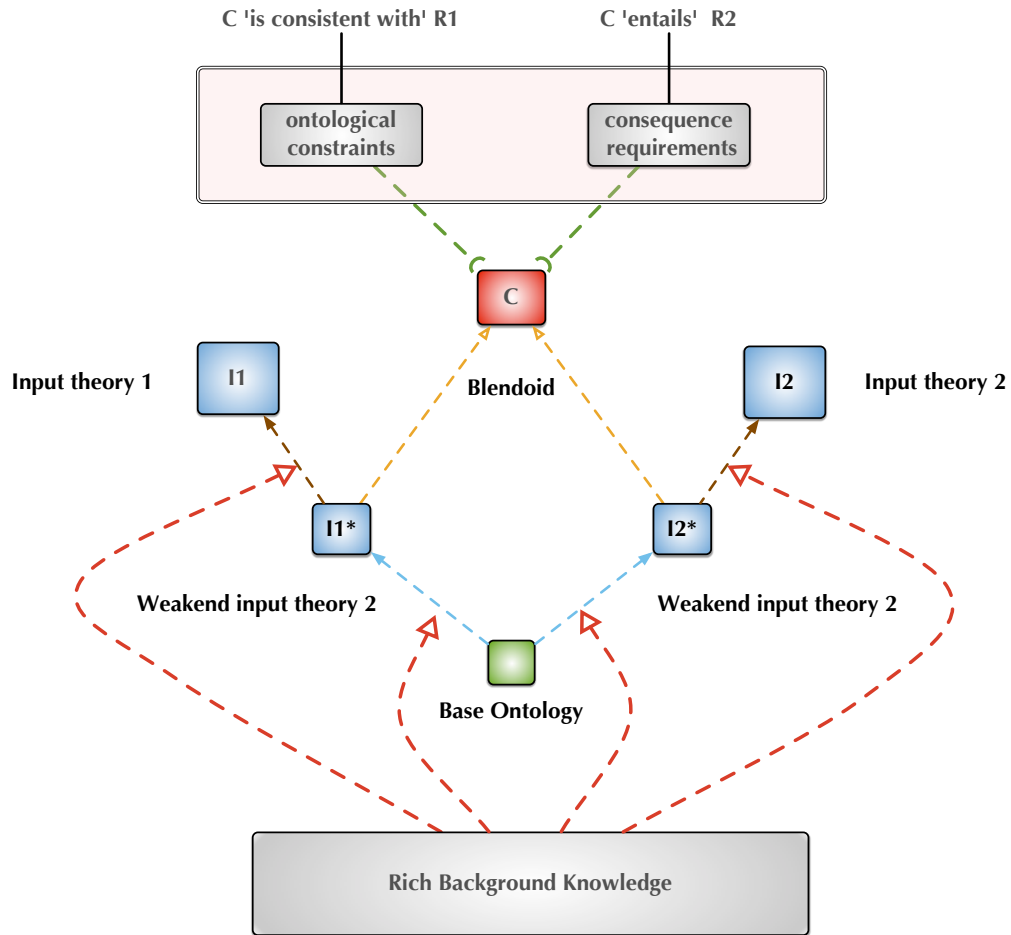 C 'is consistent with' R1
C 'entails' R2
ontological
constraints
consequence
requirements
C
Input theory 1
I1
Blendoid
I2
Input theory 2
I1*
I2*
Weakend input theory 2
Weakend input theory 2
Base Ontology
Rich Background Knowledge